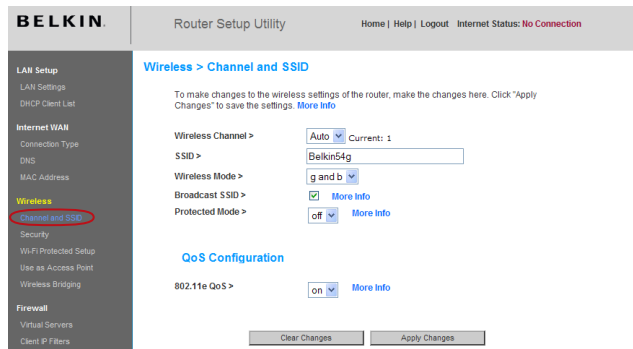 BELKIN.
Router Setup Utility
Home | Help | Logout Internet Status: No Connection
LAN Setup
LAN Settings
DHCP Client List
Internet WAN
Connection Type
DNS
MAC Address
Wireless
Channel and SSID
Security
Wi-Fi Protected Setup
Use as Access Point
Wireless Bridging
Firewall
Virtual Servers
Client IP Filters
Wireless > Channel and SSID
To make changes to the wireless settings of the router, make the changes here. Click "Apply
Changes" to save the settings. More Info
Wireless Channel > Auto Current: 1
SSID > Belkin54g
Wireless Mode > g and b
Broadcast SSID > More Info
Protected Mode > off More Info
QoS Configuration
802.11e QoS > on More Info
Clear Changes Apply Changes